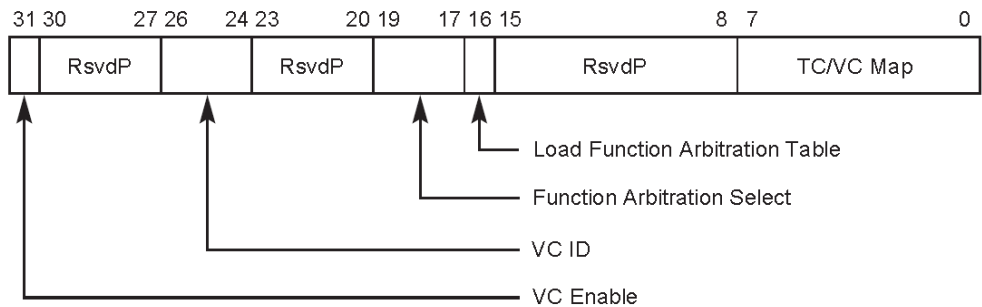 31 30 27 26 24 23 20 19 17 16 15 8 7 0
RsvdP RsvdP RsvdP TC/VC Map
Load Function Arbitration Table
Function Arbitration Select
VC ID
VC Enable